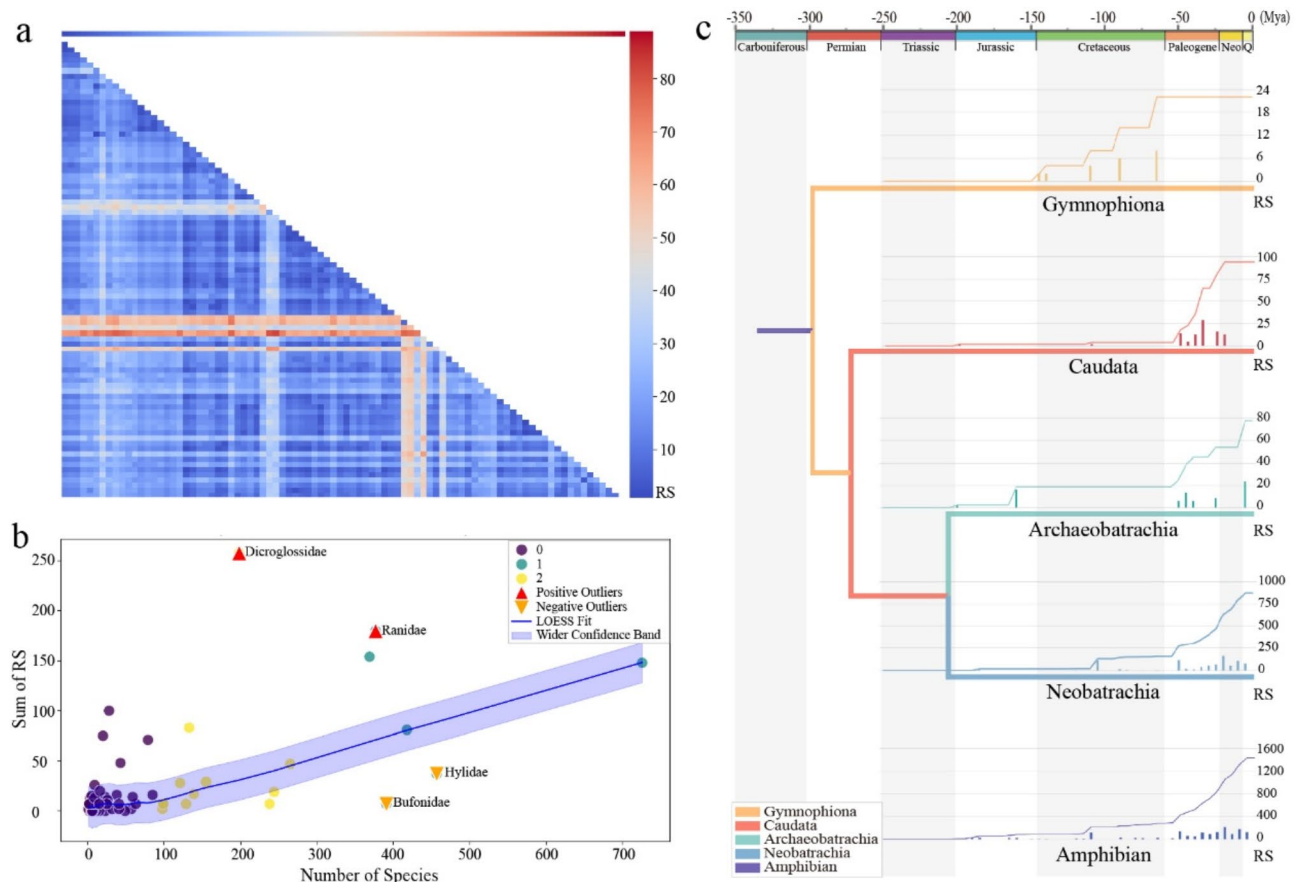 a
80
70
60
50
40
30
20
10
RS
b
Sum of RS
250
200
150
100
50
0
Dicroglossidae
Ranidae
Hylidae
Bufonidae
0
1
2
Positive Outliers
Negative Outliers
LOESS Fit
Wider Confidence Band
0 100 200 300 400 500 600 700
Number of Species
c
-350 -300 -250 -200 -150 -100 -50 0 (Mya)
Carboniferous Permian Triassic Jurassic Cretaceous Paleogene Neo Q
24
18
12
6
0
Gymnophiona RS
100
75
50
25
0
Caudata RS
80
60
40
20
0
Archaeobatrachia RS
1000
750
500
250
0
Neobatrachia RS
1600
1200
800
400
0
Amphibian RS
Gymnophiona
Caudata
Archaeobatrachia
Neobatrachia
Amphibian